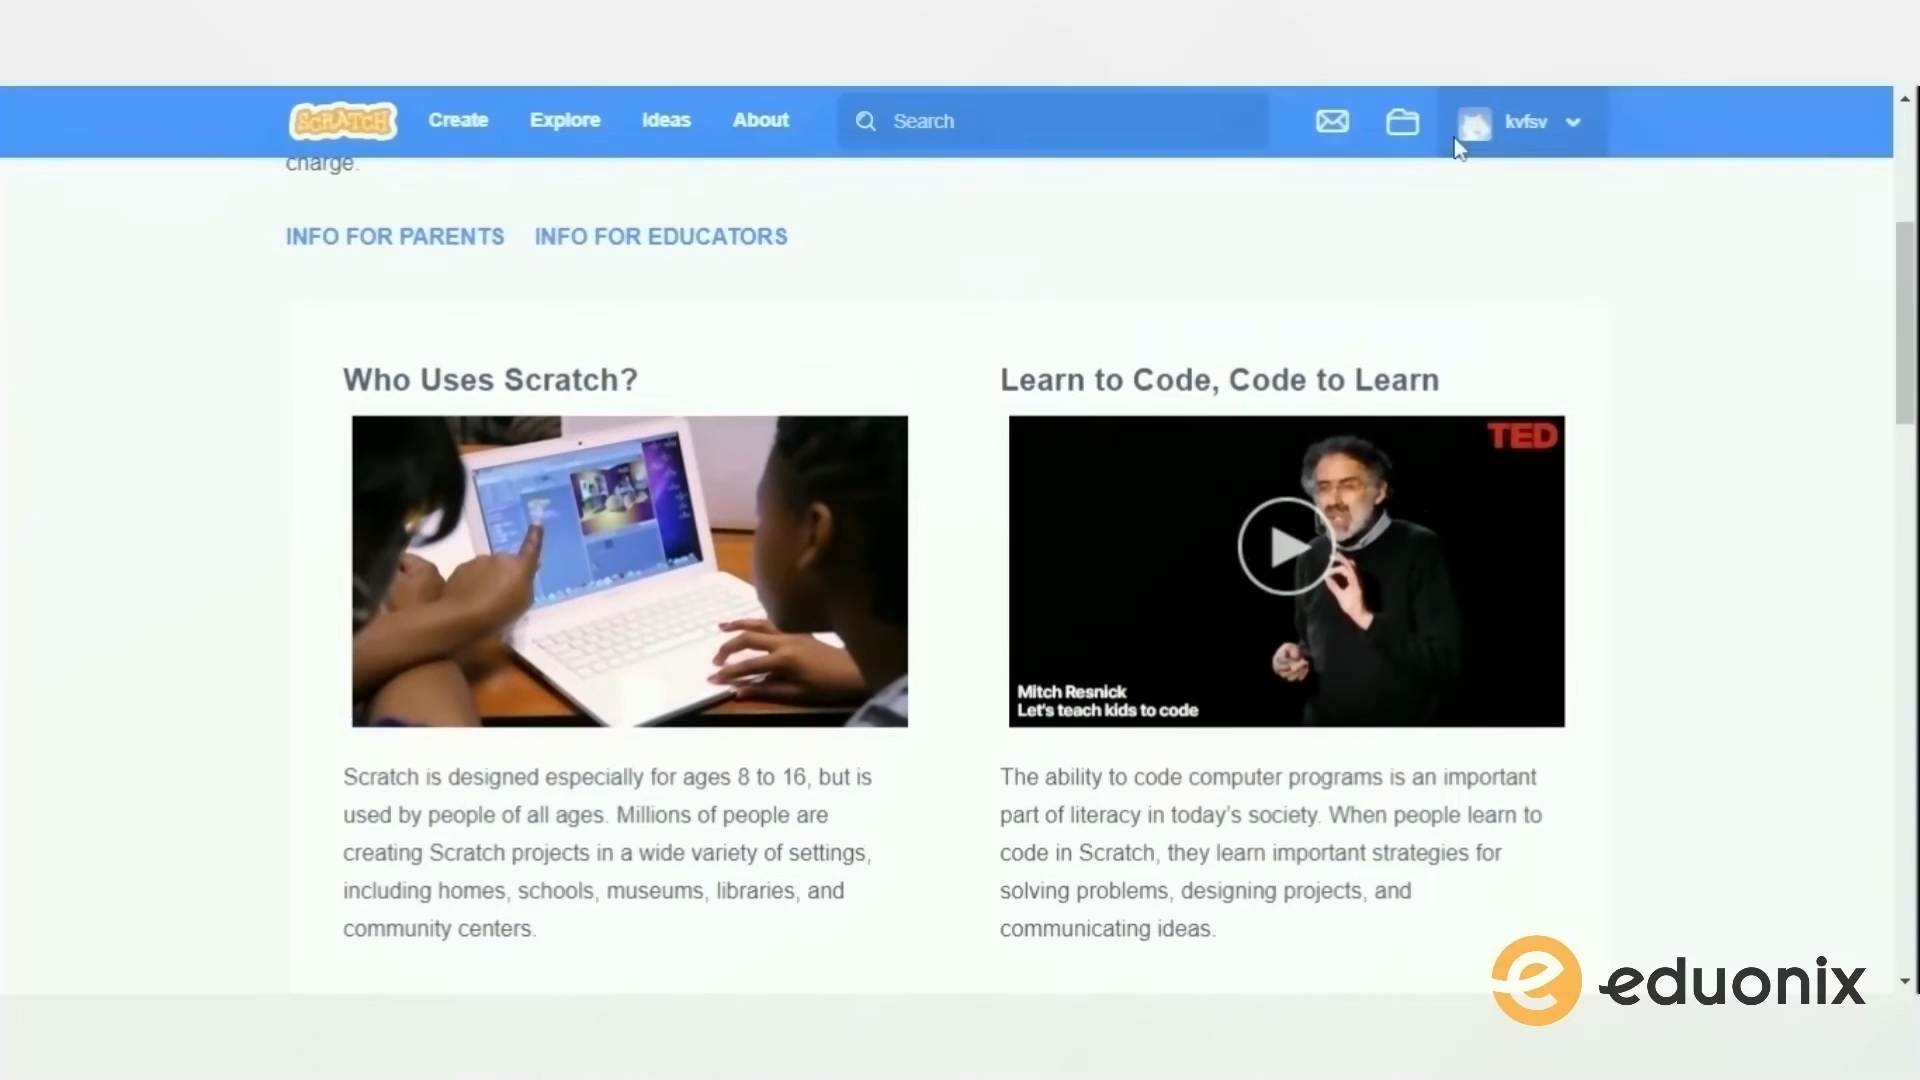 SCRATCH
Create Explore Ideas About Search kvfsv
charge.
INFO FOR PARENTS INFO FOR EDUCATORS
Who Uses Scratch?
Scratch is designed especially for ages 8 to 16, but is
used by people of all ages. Millions of people are
creating Scratch projects in a wide variety of settings,
including homes, schools, museums, libraries, and
community centers.
Learn to Code, Code to Learn
TED
Mitch Resnick
Let's teach kids to code
The ability to code computer programs is an important
part of literacy in today's society. When people learn to
code in Scratch, they learn important strategies for
solving problems, designing projects, and
communicating ideas.
eduonix